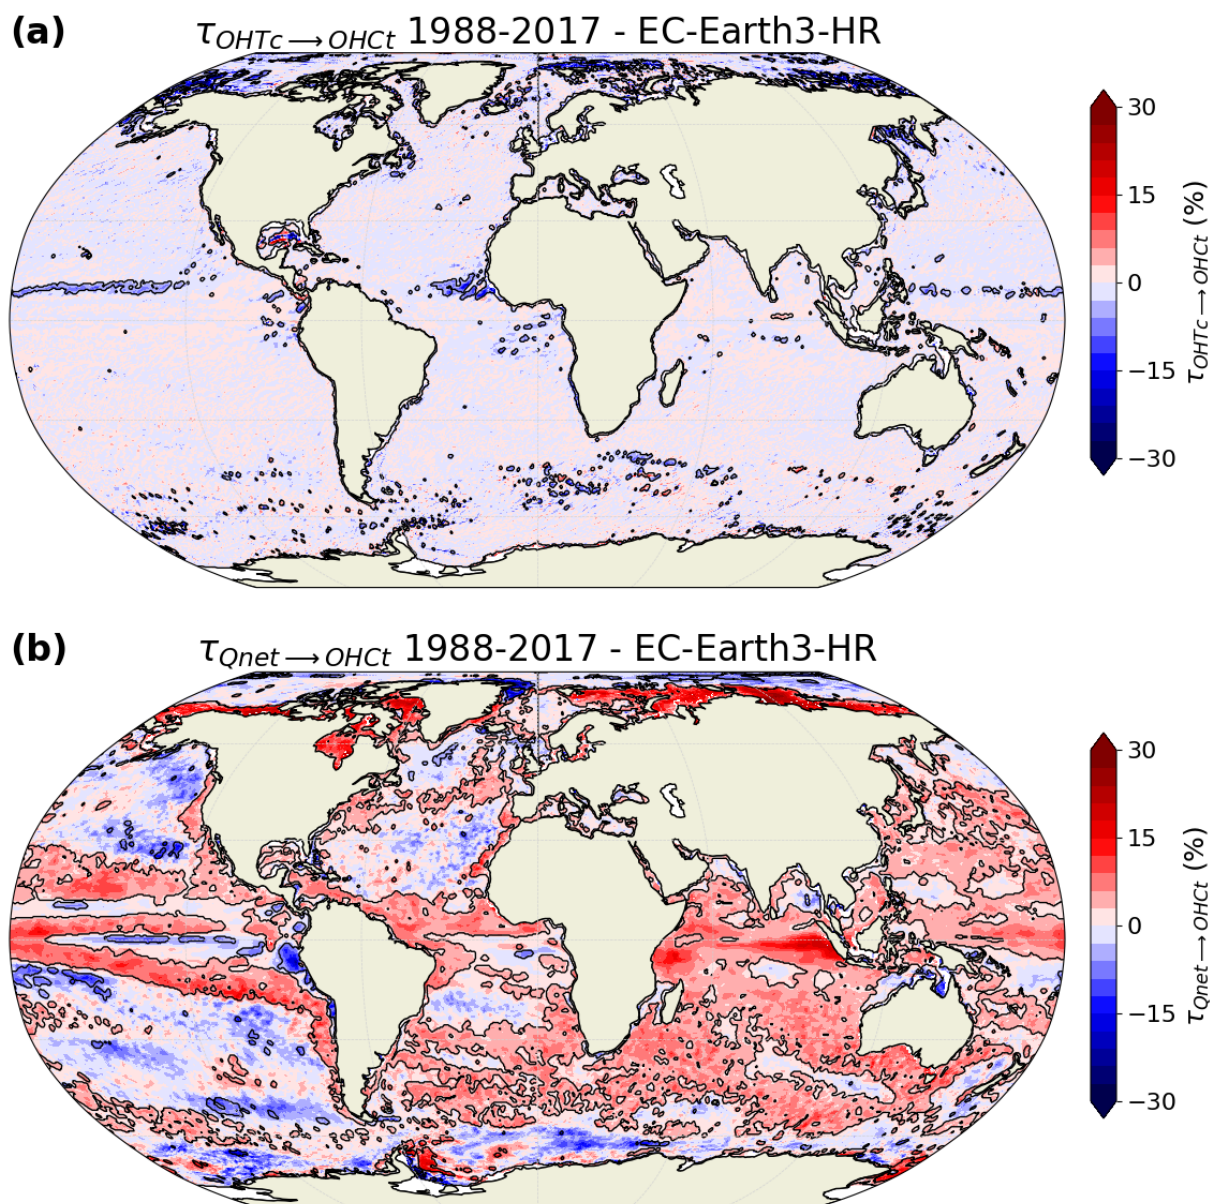 (a) τOHTc → OHCt 1988-2017 - EC-Earth3-HR
30
15
0
−15
−30
τOHTc → OHCt (%)
(b) τQnet → OHCt 1988-2017 - EC-Earth3-HR
30
15
0
−15
−30
τQnet → OHCt (%)